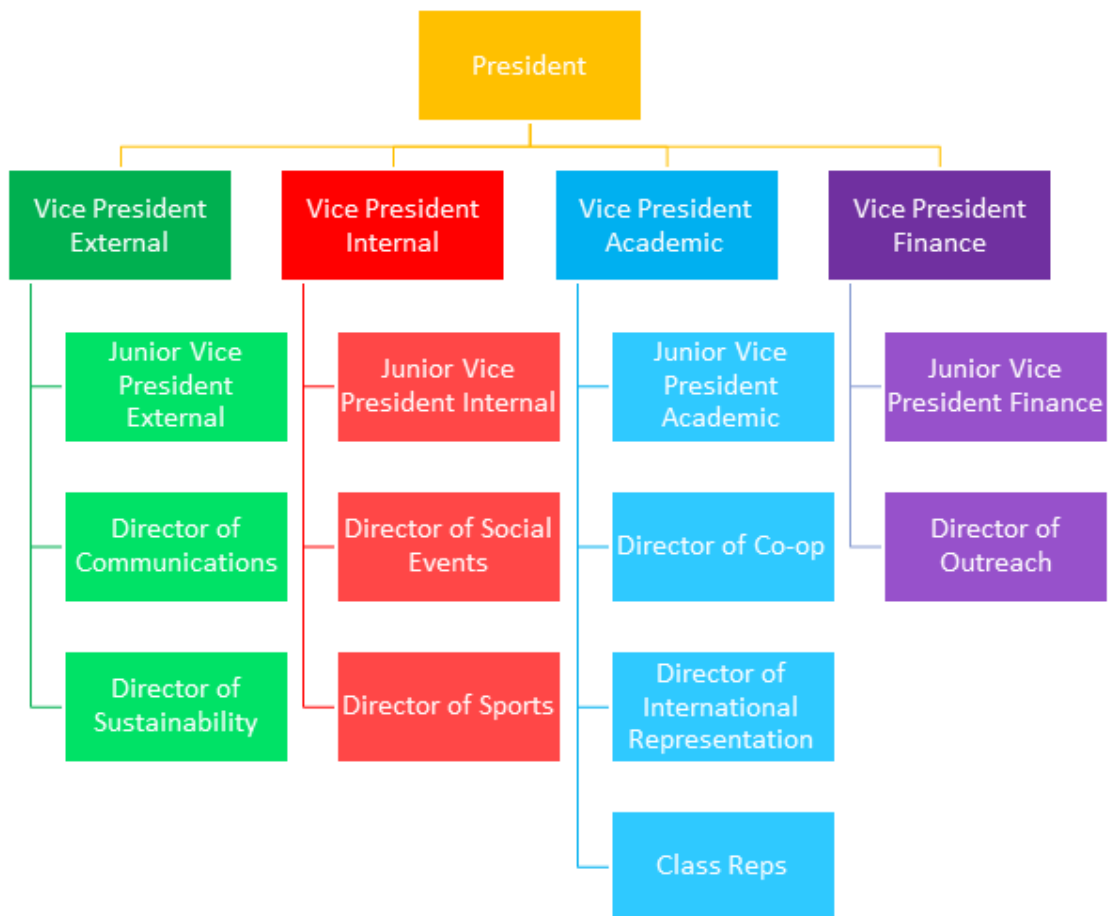 President
Vice President
External
Vice President
Internal
Vice President
Academic
Vice President
Finance
Junior Vice
President
External
Junior Vice
President Internal
Junior Vice
President
Academic
Junior Vice
President Finance
Director of
Communications
Director of Social
Events
Director of Co-op
Director of
Outreach
Director of
Sustainability
Director of Sports
Director of
International
Representation
Class Reps